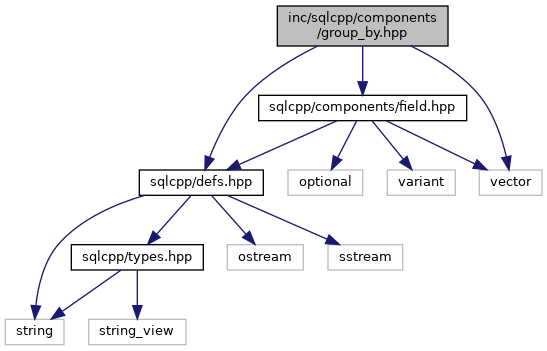 inc/sqlcpp/components
/group_by.hpp
sqlcpp/components/field.hpp
sqlcpp/defs.hpp
optional
variant
vector
sqlcpp/types.hpp
ostream
sstream
string
string_view